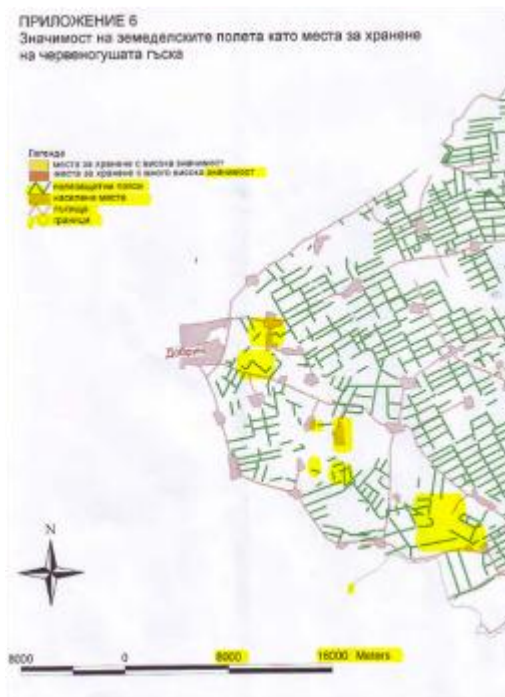 ПРИЛОЖЕНИЕ 6
Значимост на земеделските полета като места за хранене
на червеногушата гъска
Легенда
места за хранене с висока значимост
места за хранене с много висока значимост
полезащитни пояси
населени места
пътища
граници
Добрич
N
8000 0 8000 16000 Meters